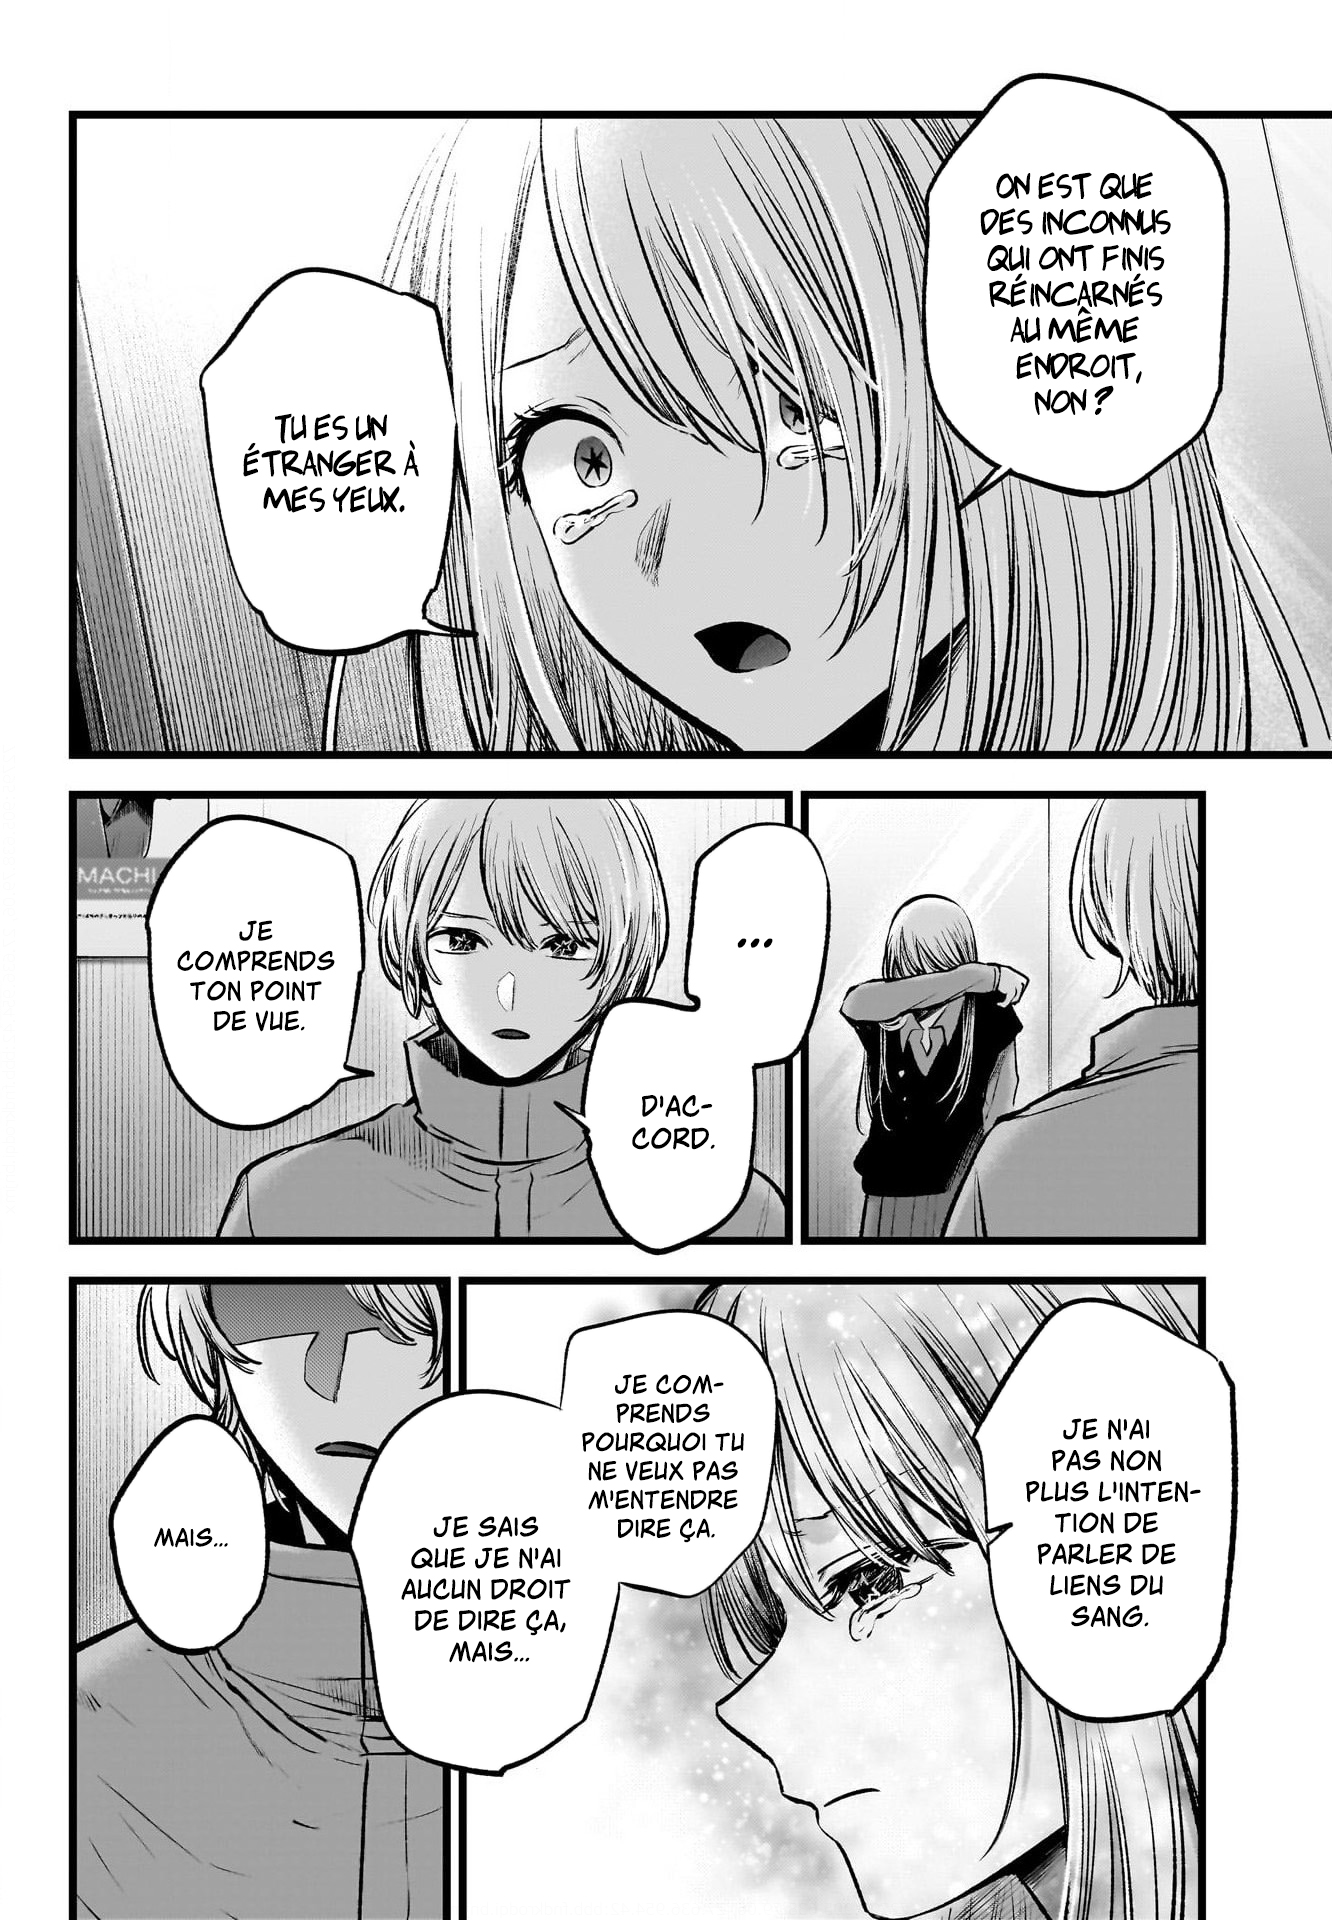 ON EST QUE
DES INCONNUS
QUI ONT FINIS
RÉINCARNÉS
AU MÊME
ENDROIT,
NON ?
TU ES UN
ÉTRANGER À
MES YEUX.
...
D'AC-
CORD.
JE
COMPRENDS
TON POINT
DE VUE.
MACHI
JE N'AI
PAS NON
PLUS L'INTEN-
TION DE
PARLER DE
LIENS DU
SANG.
JE COM-
PRENDS
POURQUOI TU
NE VEUX PAS
M'ENTENDRE
DIRE ÇA.
JE SAIS
QUE JE N'AI
AUCUN DROIT
DE DIRE ÇA,
MAIS...
MAIS...